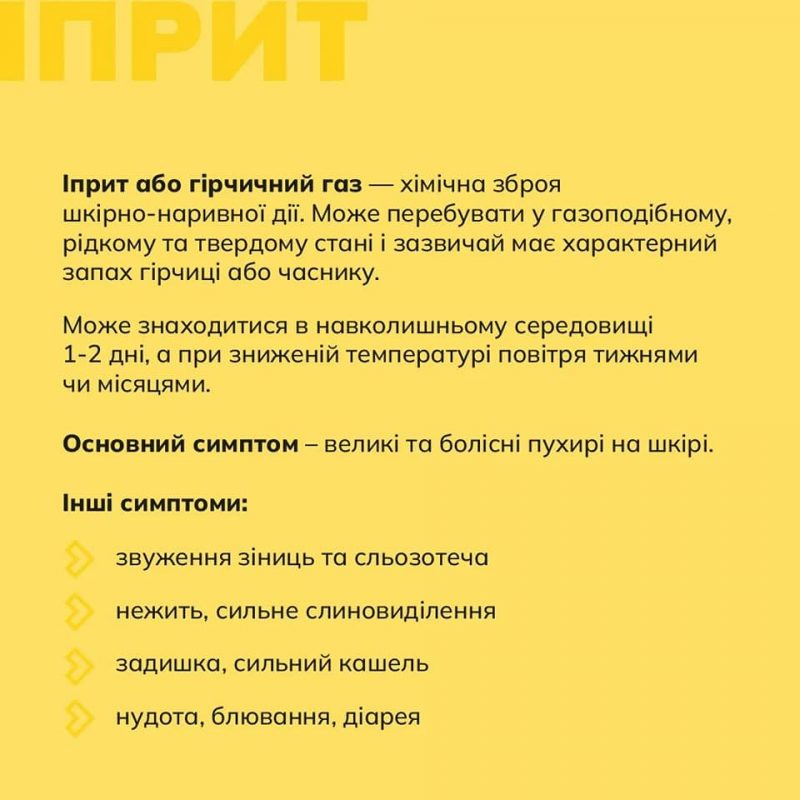 ІПРИТ
Іприт або гірчичний газ — хімічна зброя
шкірно-наривної дії. Може перебувати у газоподібному,
рідкому та твердому стані і зазвичай має характерний
запах гірчиці або часнику.
Може знаходитися в навколишньому середовищі
1-2 дні, а при зниженій температурі повітря тижнями
чи місяцями.
Основний симптом – великі та болісні пухирі на шкірі.
Інші симптоми:
звуження зіниць та сльозотеча
нежить, сильне слиновиділення
задишка, сильний кашель
нудота, блювання, діарея